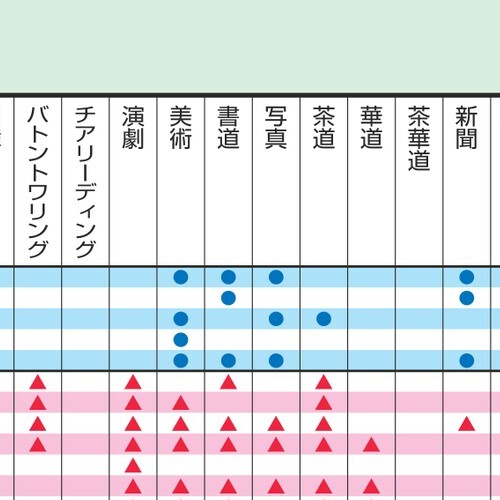 バトントワリング
チアリーディング
演劇
美術
書道
写真
茶道
華道
茶華道
新聞